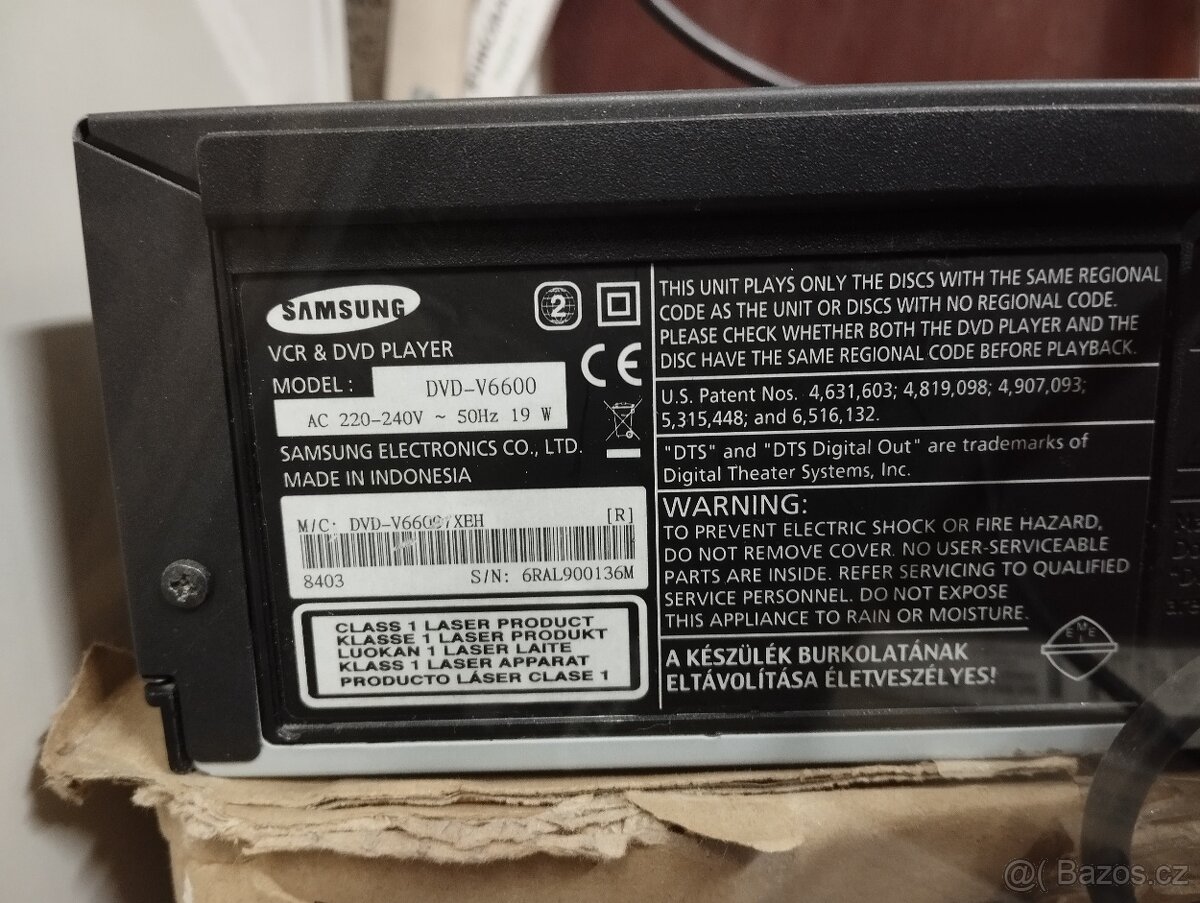 SAMSUNG
2
VCR & DVD PLAYER
MODEL : DVD-V6600
AC 220-240V ~ 50Hz 19 W
SAMSUNG ELECTRONICS CO., LTD.
MADE IN INDONESIA
CE
M/C: [R]
8403 S/N: 6RAL900136M
CLASS 1 LASER PRODUCT
KLASSE 1 LASER PRODUKT
LUOKAN 1 LASER LAITE
KLASS 1 LASER APPARAT
PRODUCTO LÁSER CLASE 1
THIS UNIT PLAYS ONLY THE DISCS WITH THE SAME REGIONAL
CODE AS THE UNIT OR DISCS WITH NO REGIONAL CODE.
PLEASE CHECK WHETHER BOTH THE DVD PLAYER AND THE
DISC HAVE THE SAME REGIONAL CODE BEFORE PLAYBACK.
U.S. Patent Nos. 4,631,603; 4,819,098; 4,907,093;
5,315,448; and 6,516,132.
"DTS" and "DTS Digital Out" are trademarks of
Digital Theater Systems, Inc.
WARNING:
TO PREVENT ELECTRIC SHOCK OR FIRE HAZARD,
DO NOT REMOVE COVER. NO USER-SERVICEABLE
PARTS ARE INSIDE. REFER SERVICING TO QUALIFIED
SERVICE PERSONNEL. DO NOT EXPOSE
THIS APPLIANCE TO RAIN OR MOISTURE.
A KÉSZÜLÉK BURKOLATÁNAK
ELTÁVOLÍTÁSA ÉLETVESZÉLYES!
@( Bazos.cz